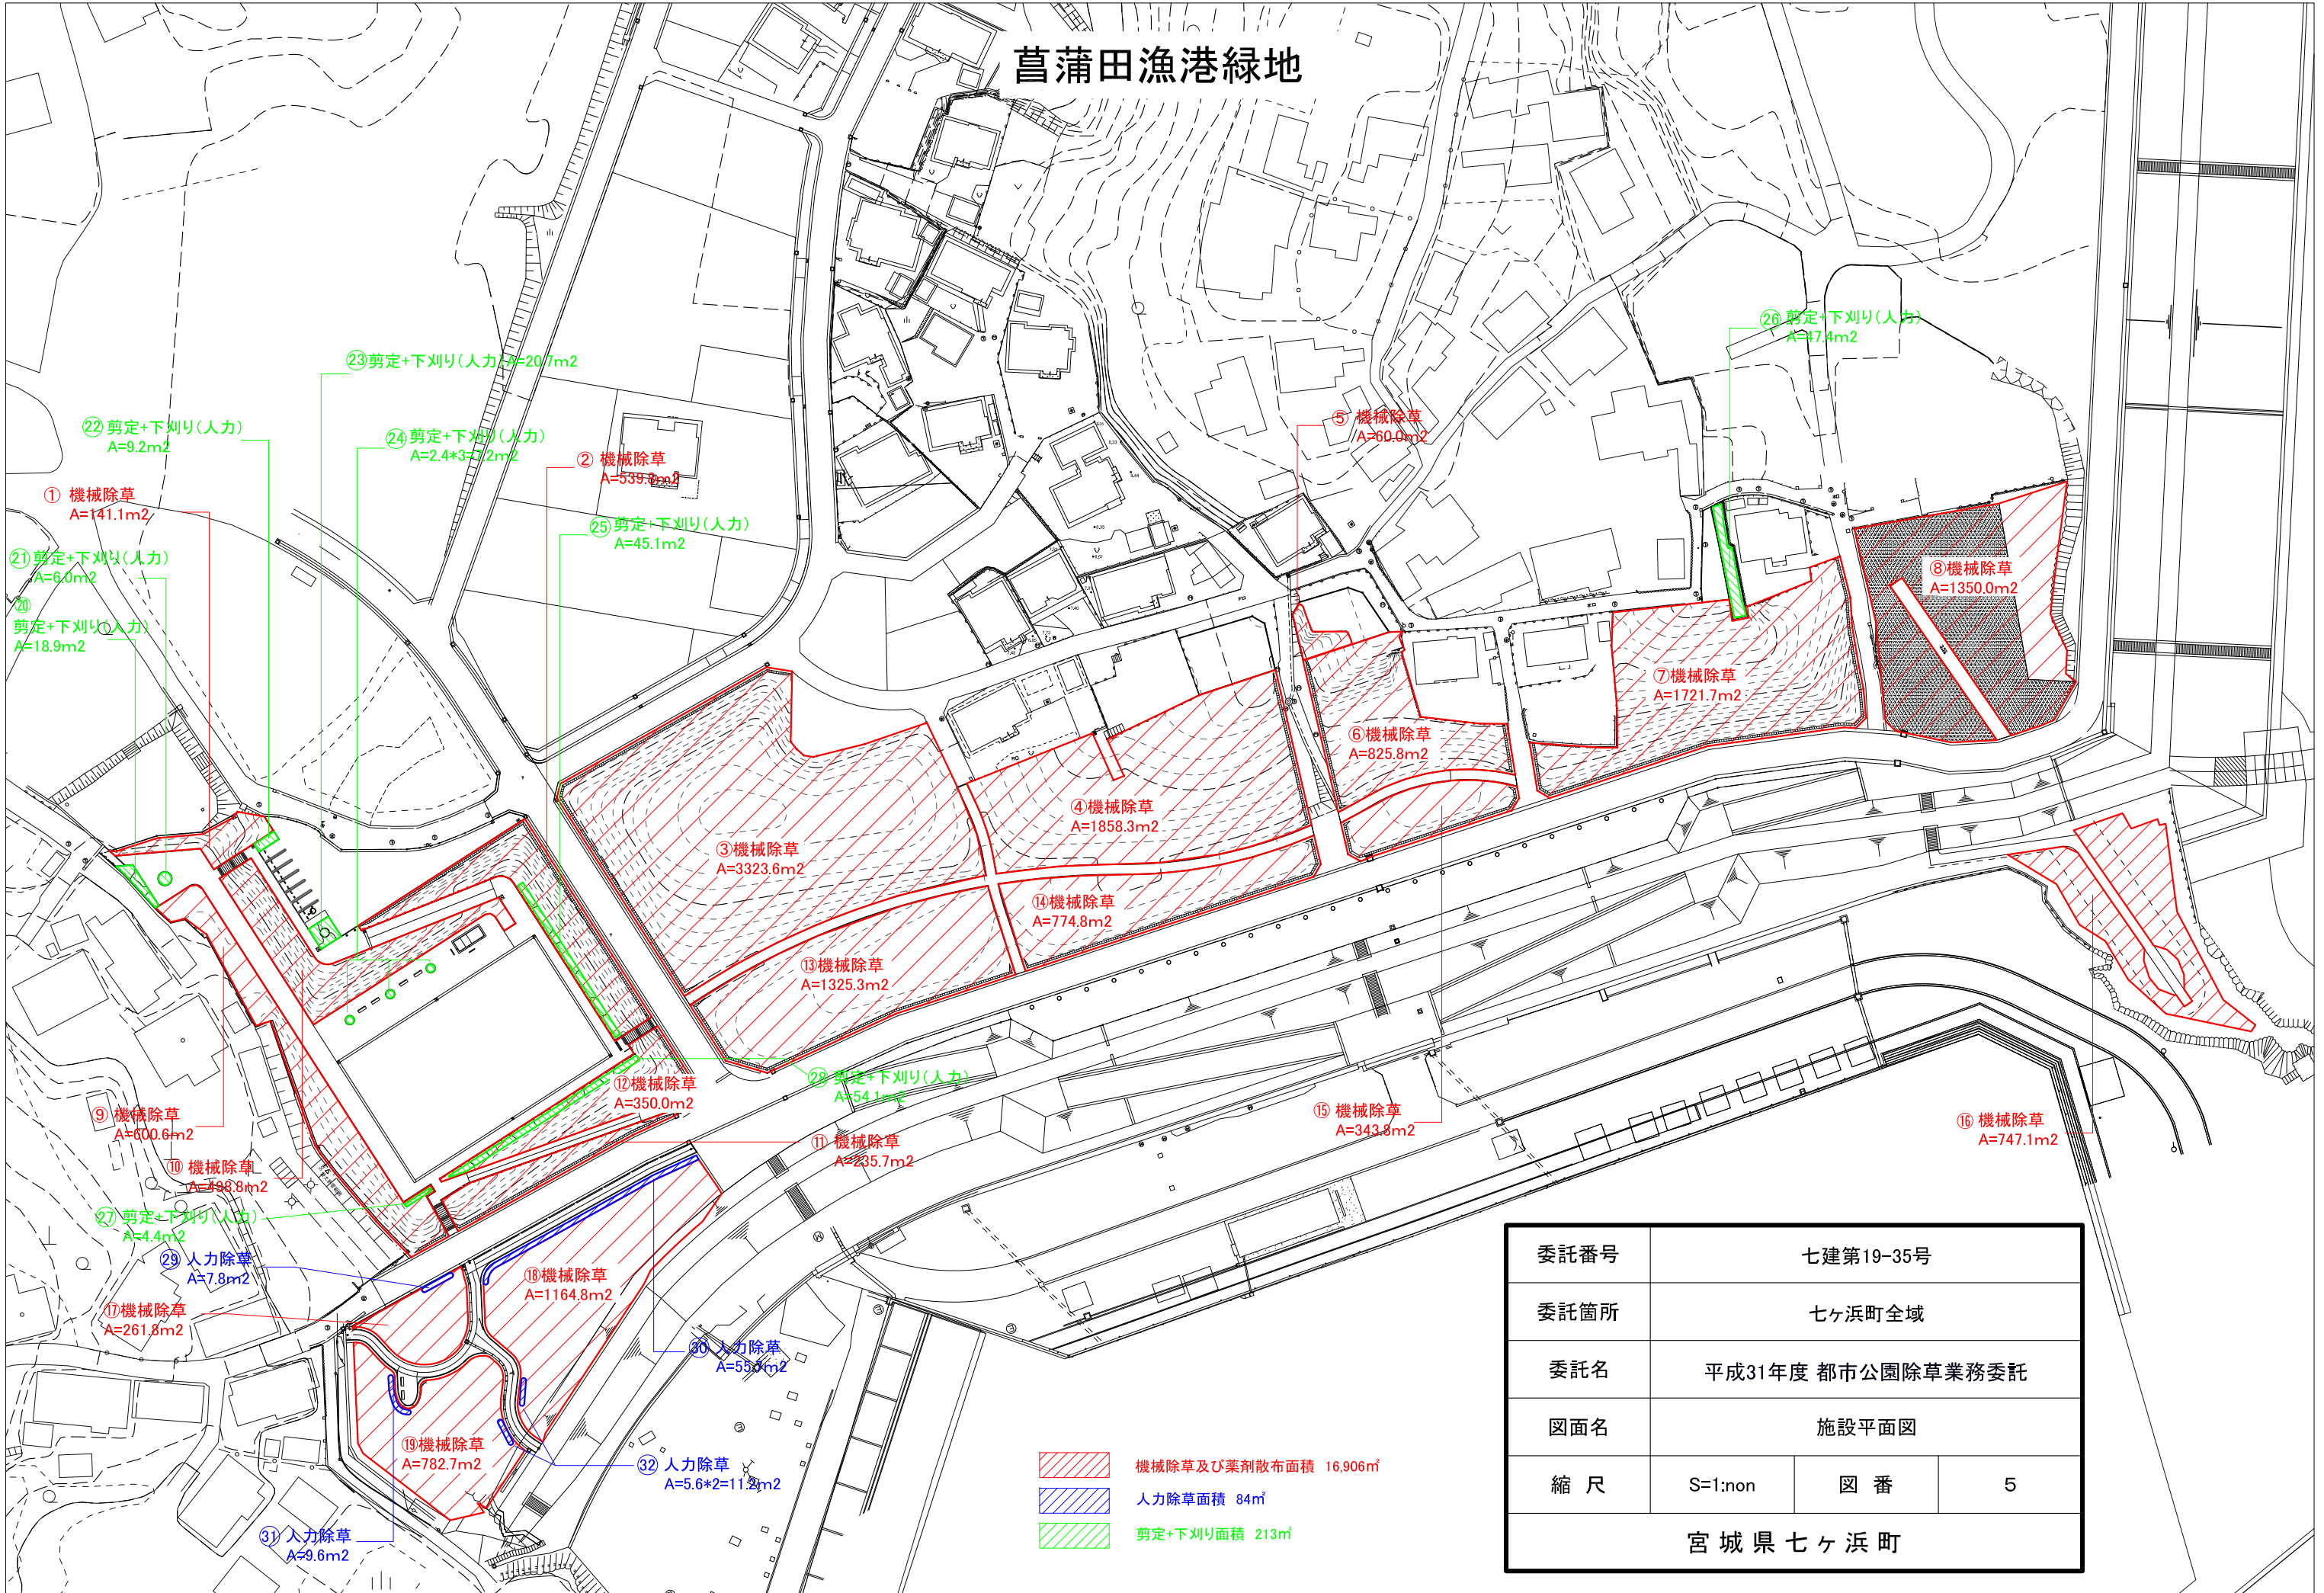 菖蒲田漁港緑地
㉖剪定+下刈り(人力)
A=47.4m2
㉓剪定+下刈り(人力) A=20.7m2
㉒剪定+下刈り(人力)
A=9.2m2
㉔剪定+下刈り(人力)
A=2.4*3=7.2m2
② 機械除草
A=539.8m2
⑤ 機械除草
A=60.0m2
① 機械除草
A=141.1m2
㉕剪定+下刈り(人力)
A=45.1m2
㉑剪定+下刈り(人力)
A=6.0m2
⑳
剪定+下刈り(人力)
A=18.9m2
⑧機械除草
A=1350.0m2
⑦機械除草
A=1721.7m2
⑥機械除草
A=825.8m2
④機械除草
A=1858.3m2
③機械除草
A=3323.6m2
⑭機械除草
A=774.8m2
⑬機械除草
A=1325.3m2
㉘剪定+下刈り(人力)
A=54.1m2
⑫機械除草
A=350.0m2
⑨ 機械除草
A=600.6m2
⑮ 機械除草
A=343.8m2
⑯ 機械除草
A=747.1m2
⑪ 機械除草
A=235.7m2
⑩ 機械除草
A=498.8m2
㉗剪定+下刈り(人力)
A=4.4m2
㉙ 人力除草
A=7.8m2
⑱機械除草
A=1164.8m2
⑰機械除草
A=261.8m2
㉚人力除草
A=55.7m2
⑲機械除草
A=782.7m2
㉜ 人力除草
A=5.6*2=11.2m2
㉛ 人力除草
A=9.6m2
機械除草及び薬剤散布面積 16,906㎡
人力除草面積 84㎡
剪定+下刈り面積 213㎡
委託番号 七建第19-35号
委託箇所 七ヶ浜町全域
委託名 平成31年度 都市公園除草業務委託
図面名 施設平面図
縮 尺 S=1:non 図 番 5
宮 城 県 七 ヶ 浜 町